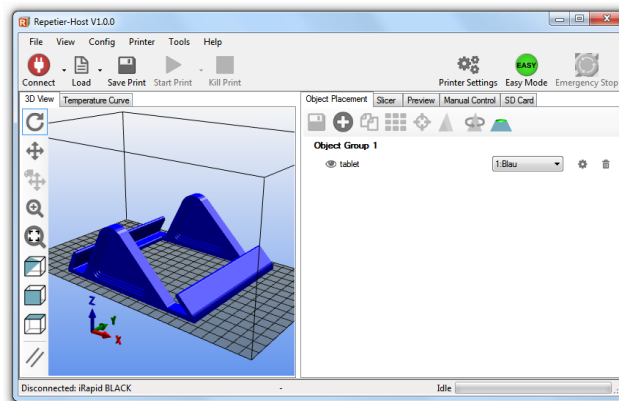 Repetier-Host V1.0.0
File View Config Printer Tools Help
Connect Load Save Print Start Print Kill Print Printer Settings Easy Mode Emergency Stop
EASY
3D View Temperature Curve
Object Placement Slicer Preview Manual Control SD Card
Object Group 1
tablet 1:Blau
Z
Y
X
Disconnected: iRapid BLACK - Idle